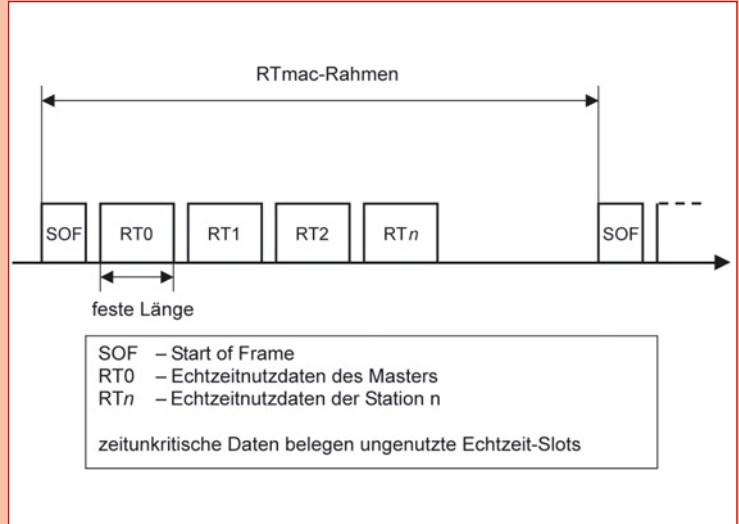 RTmac-Rahmen
SOF RT0 RT1 RT2 RTn SOF
feste Länge
SOF – Start of Frame
RT0 – Echtzeitnutzdaten des Masters
RTn – Echtzeitnutzdaten der Station n
zeitunkritische Daten belegen ungenutzte Echtzeit-Slots